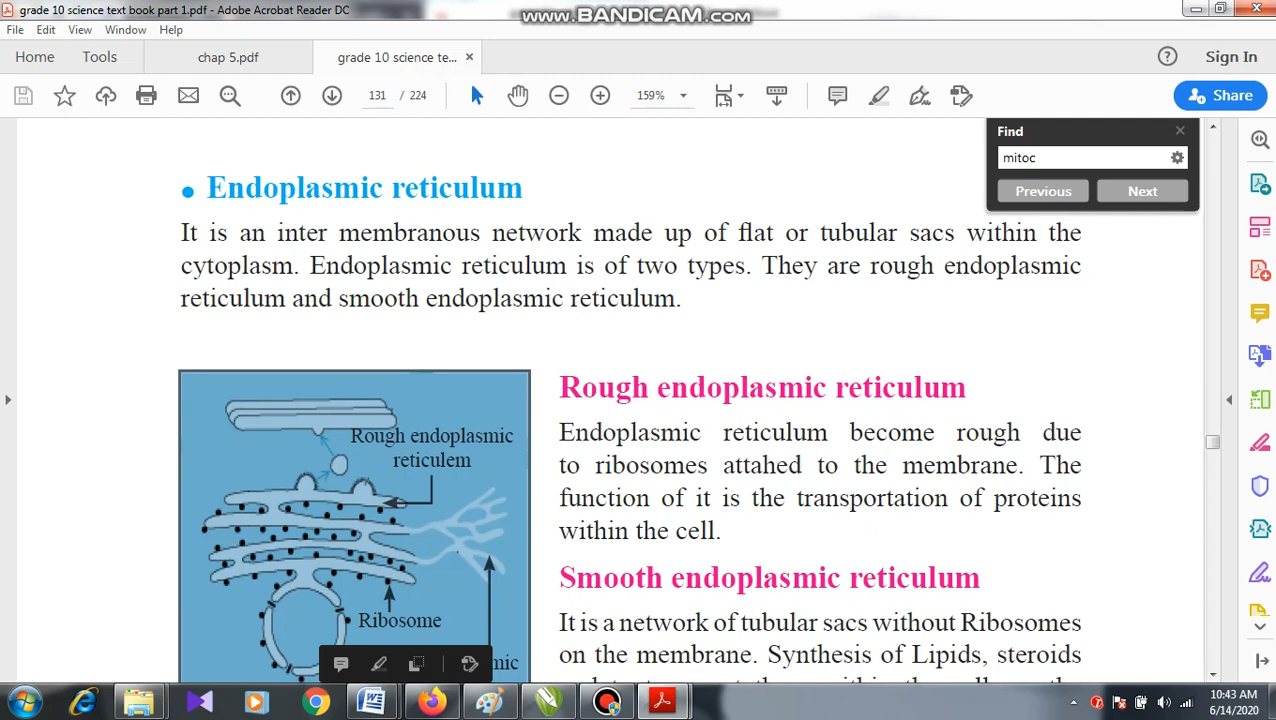 grade 10 science text book part 1.pdf - Adobe Acrobat Reader DC
www.BANDICAM.com
File Edit View Window Help
Home Tools chap 5.pdf grade 10 science te... × Sign In
131 / 224 159% Share
Find
mitoc
Previous Next
• Endoplasmic reticulum
It is an inter membranous network made up of flat or tubular sacs within the
cytoplasm. Endoplasmic reticulum is of two types. They are rough endoplasmic
reticulum and smooth endoplasmic reticulum.
Rough endoplasmic
reticulem
Ribosome
mic
Rough endoplasmic reticulum
Endoplasmic reticulum become rough due
to ribosomes attahed to the membrane. The
function of it is the transportation of proteins
within the cell.
Smooth endoplasmic reticulum
It is a network of tubular sacs without Ribosomes
on the membrane. Synthesis of Lipids, steroids
10:43 AM
6/14/2020